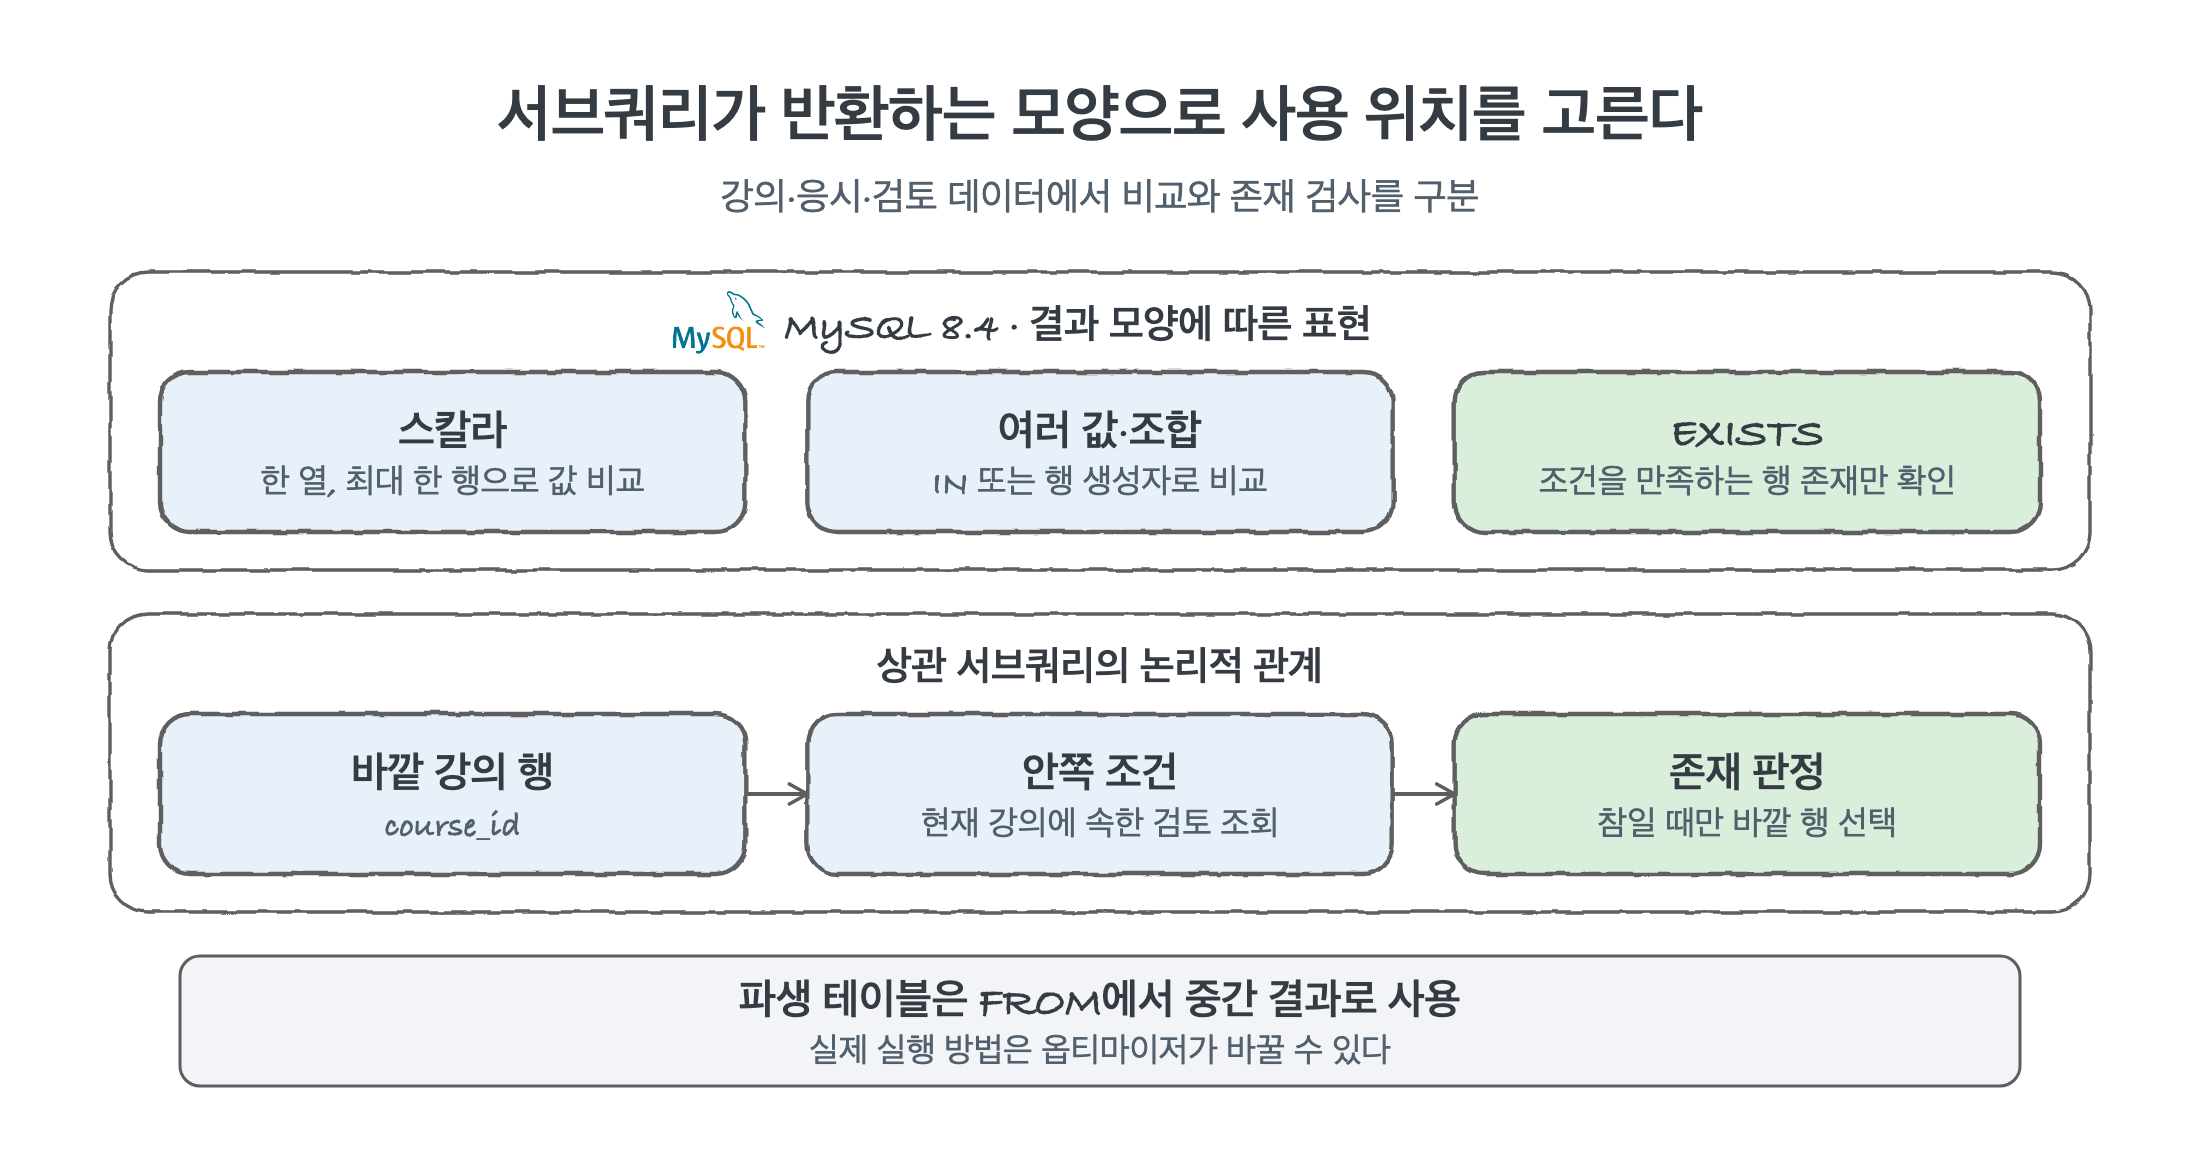 서브쿼리가 반환하는 모양으로 사용 위치를 고른다
강의·응시·검토 데이터에서 비교와 존재 검사를 구분
MySQL MySQL 8.4 · 결과 모양에 따른 표현
스칼라
한 열, 최대 한 행으로 값 비교
여러 값·조합
IN 또는 행 생성자로 비교
EXISTS
조건을 만족하는 행 존재만 확인
상관 서브쿼리의 논리적 관계
바깥 강의 행
course_id
안쪽 조건
현재 강의에 속한 검토 조회
존재 판정
참일 때만 바깥 행 선택
파생 테이블은 FROM에서 중간 결과로 사용
실제 실행 방법은 옵티마이저가 바꿀 수 있다